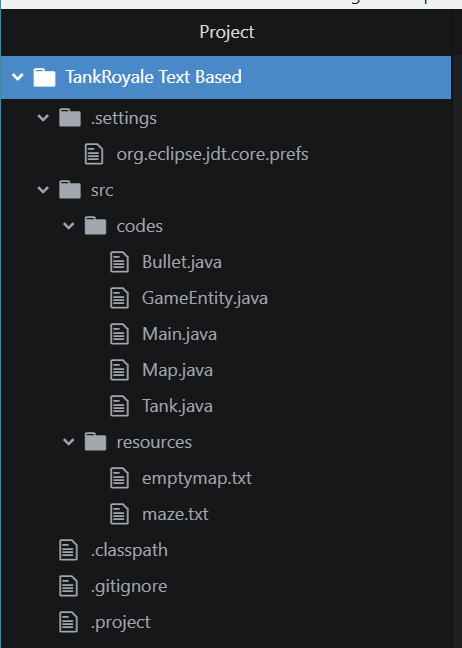 Project
TankRoyale Text Based
.settings
org.eclipse.jdt.core.prefs
src
codes
Bullet.java
GameEntity.java
Main.java
Map.java
Tank.java
resources
emptymap.txt
maze.txt
.classpath
.gitignore
.project